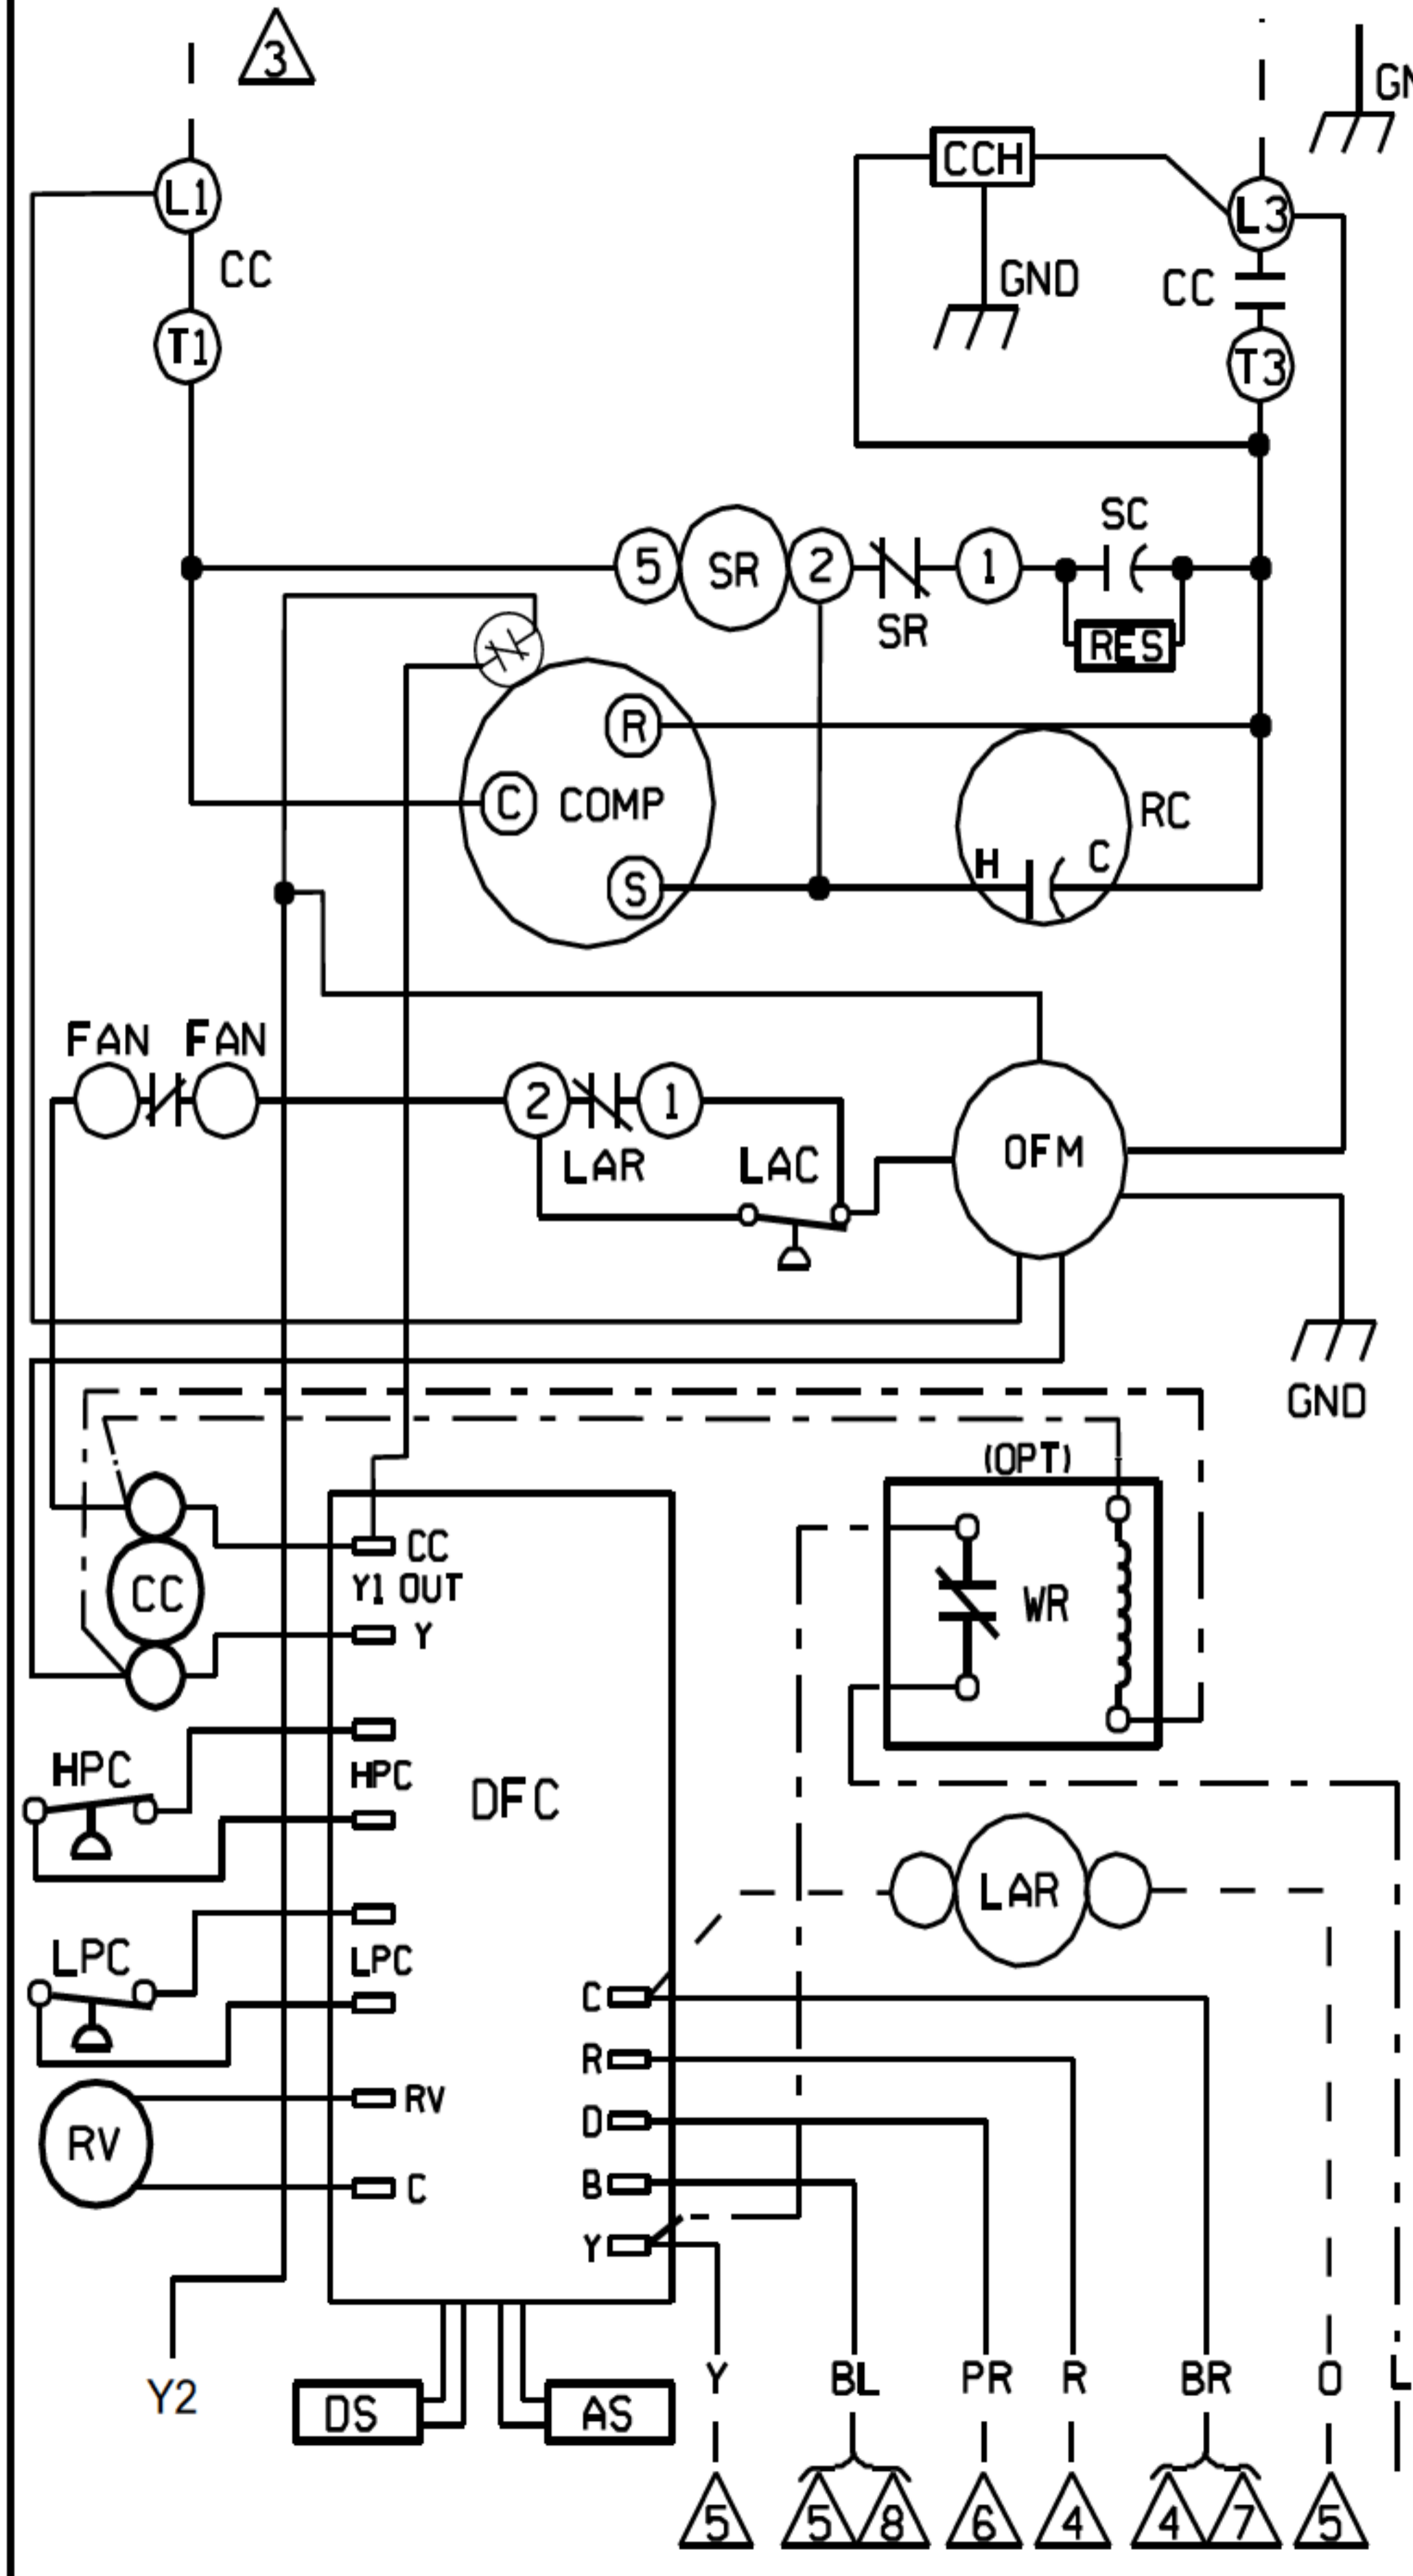 3
GN
CCH
L1
L3
CC
GND
CC
T1
T3
SC
5
SR
2
1
SR
RES
R
C
COMP
RC
H
C
S
FAN
FAN
2
1
OFM
LAR
LAC
GND
(OPT)
CC
CC
Y1 OUT
WR
Y
HPC
HPC
DFC
LAR
LPC
LPC
C
R
RV
RV
D
B
C
Y
Y2
Y
BL
PR
R
BR
O
L
DS
AS
5
5
8
6
4
4
7
5